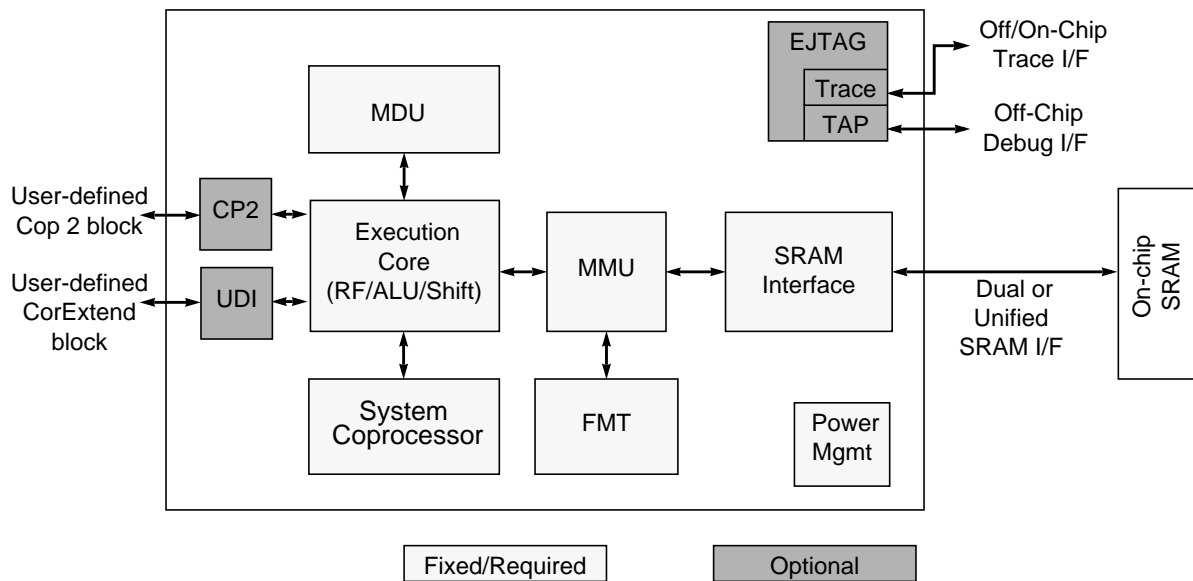 EJTAG
Trace
TAP
Off/On-Chip
Trace I/F
Off-Chip
Debug I/F
MDU
User-defined
Cop 2 block
CP2
User-defined
CorExtend
block
UDI
Execution
Core
(RF/ALU/Shift)
MMU
SRAM
Interface
Dual or
Unified
SRAM I/F
On-chip
SRAM
System
Coprocessor
FMT
Power
Mgmt
Fixed/Required
Optional